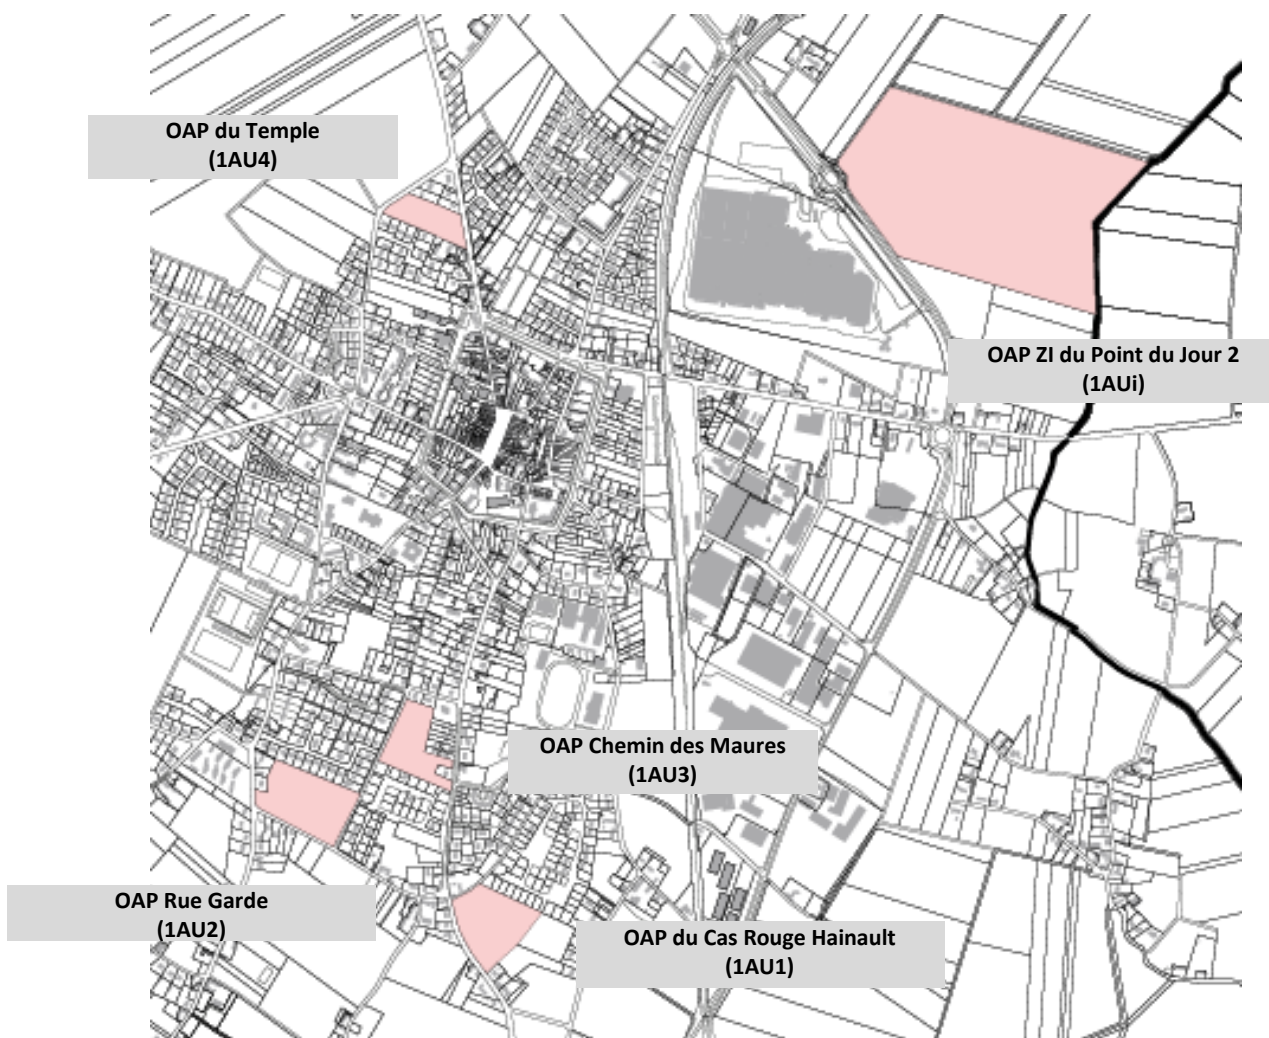 OAP du Temple
(1AU4)
OAP ZI du Point du Jour 2
(1AUi)
OAP Chemin des Maures
(1AU3)
OAP Rue Garde
(1AU2)
OAP du Cas Rouge Hainault
(1AU1)